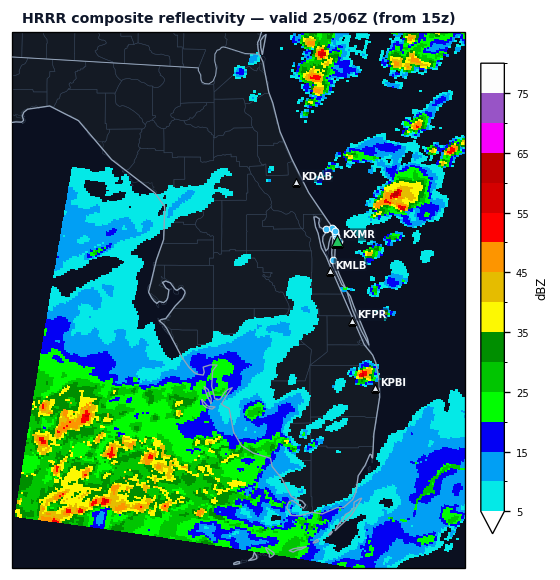 HRRR composite reflectivity — valid 25/06Z (from 15z)
KDAB
KXMR
KMLB
KFPR
KPBI
75
65
55
45
35
25
15
5
dBZ